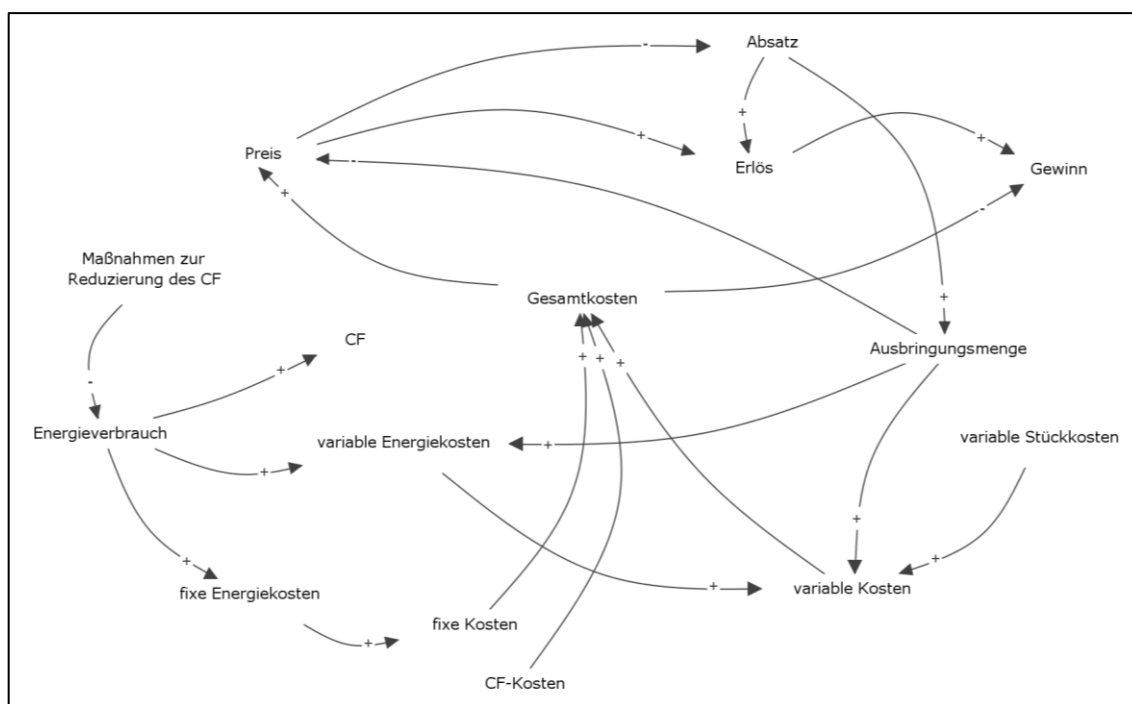 Absatz
-
+
+
+
Preis
-
Erlös
Gewinn
+
-
Maßnahmen zur
Reduzierung des CF
Gesamtkosten
+
CF
Ausbringungsmenge
+
+
+
+
-
Energieverbrauch
variable Energiekosten
+
variable Stückkosten
+
+
+
+
fixe Energiekosten
+
variable Kosten
fixe Kosten
+
CF-Kosten